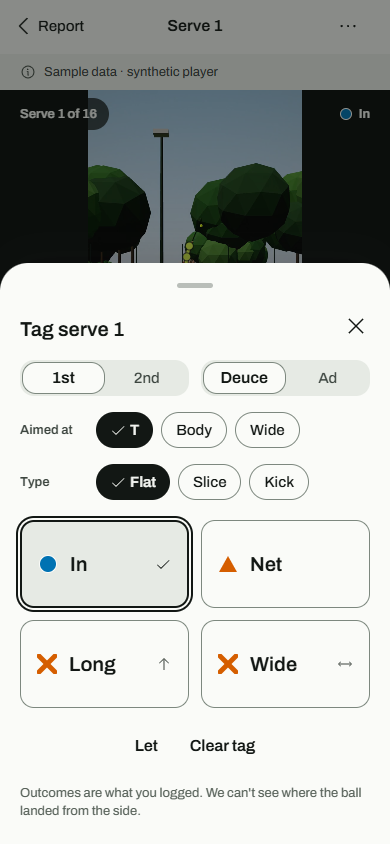 Report
Serve 1
Sample data · synthetic player
Serve 1 of 16
In
Tag serve 1
1st
2nd
Deuce
Ad
Aimed at
T
Body
Wide
Type
Flat
Slice
Kick
In
Net
Long
Wide
Let
Clear tag
Outcomes are what you logged. We can't see where the ball
landed from the side.